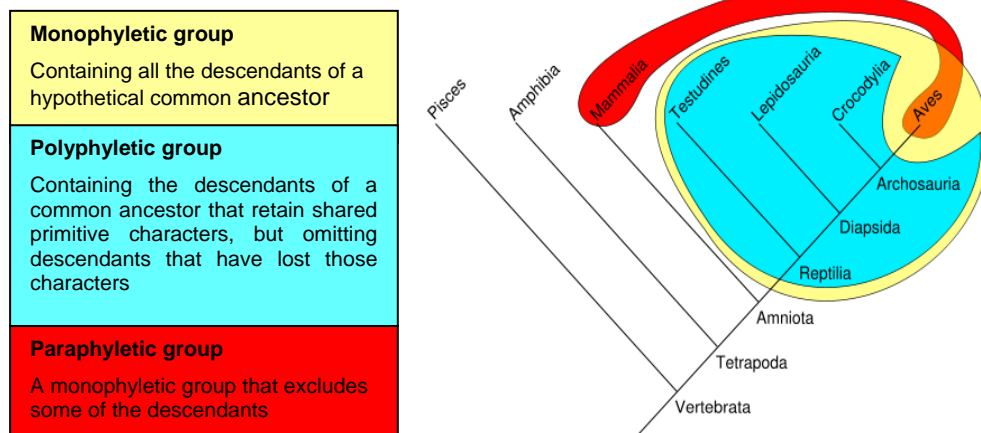 Monophyletic group
Containing all the descendants of a
hypothetical common ancestor
Polyphyletic group
Containing the descendants of a
common ancestor that retain shared
primitive characters, but omitting
descendants that have lost those
characters
Paraphyletic group
A monophyletic group that excludes
some of the descendants
Pisces
Amphibia
Mammalia
Testudines
Lepidosauria
Crocodylia
Aves
Archosauria
Diapsida
Reptilia
Amniota
Tetrapoda
Vertebrata